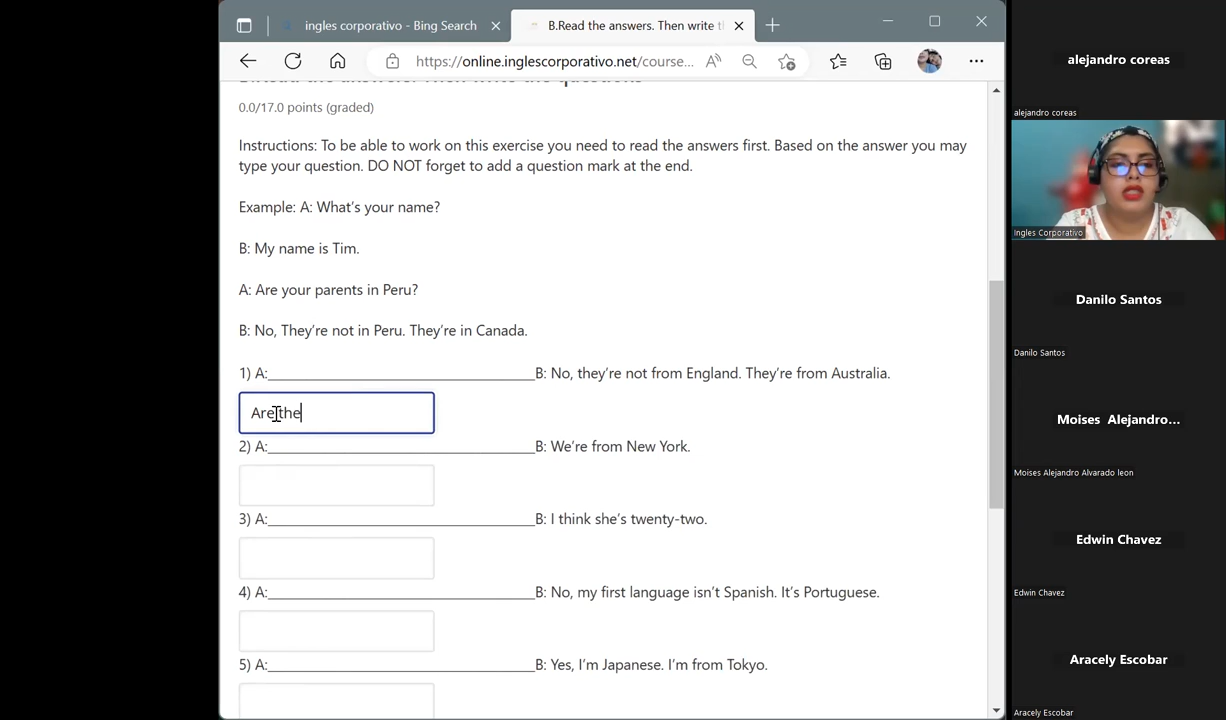 ingles corporativo - Bing Search
B.Read the answers. Then write t
https://online.inglescorporativo.net/course...
0.0/17.0 points (graded)
Instructions: To be able to work on this exercise you need to read the answers first. Based on the answer you may
type your question. DO NOT forget to add a question mark at the end.
Example: A: What's your name?
B: My name is Tim.
A: Are your parents in Peru?
B: No, They're not in Peru. They're in Canada.
1) A:_________________________________B: No, they're not from England. They're from Australia.
Are the
2) A:_________________________________B: We're from New York.
3) A:_________________________________B: I think she's twenty-two.
4) A:_________________________________B: No, my first language isn't Spanish. It's Portuguese.
5) A:_________________________________B: Yes, I'm Japanese. I'm from Tokyo.
alejandro coreas
alejandro coreas
Ingles Corporativo
Danilo Santos
Danilo Santos
Moises Alejandro...
Moises Alejandro Alvarado leon
Edwin Chavez
Edwin Chavez
Aracely Escobar
Aracely Escobar